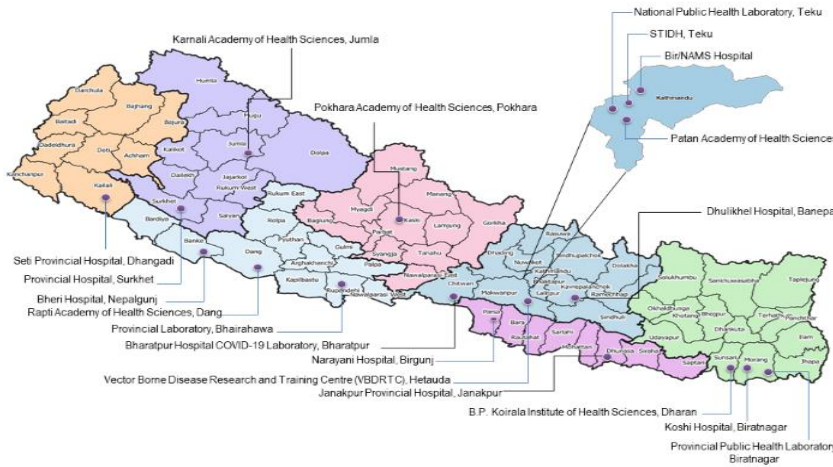 National Public Health Laboratory, Teku
STIDH, Teku
Bir/NAMS Hospital
Kathmandu
Patan Academy of Health Sciences
Karnali Academy of Health Sciences, Jumla
Pokhara Academy of Health Sciences, Pokhara
Dhulikhel Hospital, Banepa
Darchula
Bajhang
Baitadi
Bajura
Dadeldhura
Doti
Achham
Kanchanpur
Kailali
Humla
Mugu
Jumla
Kalikot
Dolpa
Dailekh
Jajarkot
Rukum West
Surkhet
Salyan
Rukum East
Bardiya
Rolpa
Banke
Pyuthan
Dang
Gulmi
Arghakhanchi
Kapilbastu
Palpa
Rupandehi
Nawalparasi West
Mustang
Manang
Myagdi
Kaski
Gorkha
Baglung
Parbat
Lamjung
Syangja
Tanahu
Nawalparasi East
Rasuwa
Dhading
Nuwakot
Sindhupalchok
Dolakha
Kathmandu
Bhaktapur
Lalitpur
Kavrepalanchok
Ramechhap
Chitwan
Makwanpur
Sindhuli
Parsa
Bara
Rautahat
Sarlahi
Mahottari
Dhanusa
Siraha
Saptari
Solukhumbu
Sankhuwasabha
Taplejung
Okhaldhunga
Khotang
Bhojpur
Terhathum
Panchthar
Dhankuta
Udayapur
Ilam
Sunsari
Morang
Jhapa
Seti Provincial Hospital, Dhangadi
Provincial Hospital, Surkhet
Bheri Hospital, Nepalgunj
Rapti Academy of Health Sciences, Dang
Provincial Laboratory, Bhairahawa
Bharatpur Hospital COVID-19 Laboratory, Bharatpur
Narayani Hospital, Birgunj
Vector Borne Disease Research and Training Centre (VBDRTC), Hetauda
Janakpur Provincial Hospital, Janakpur
B.P. Koirala Institute of Health Sciences, Dharan
Koshi Hospital, Biratnagar
Provincial Public Health Laboratory
Biratnagar